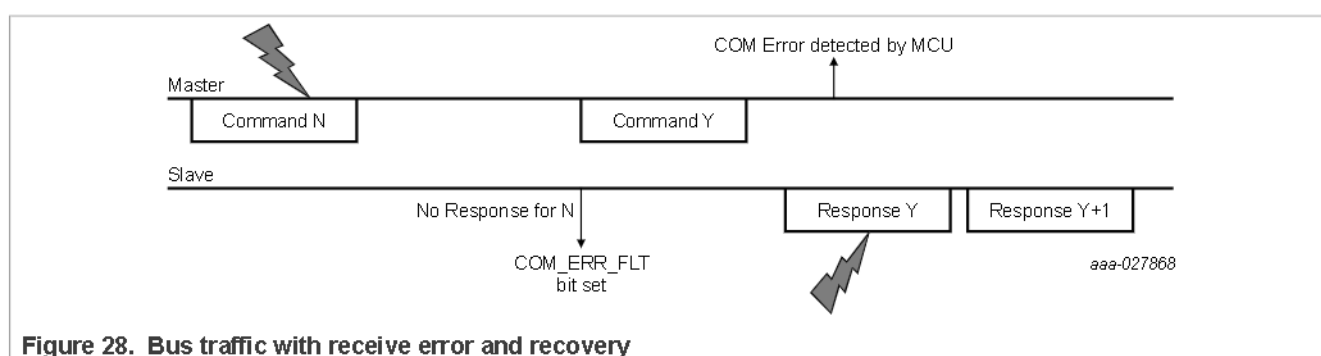 COM Error detected by MCU
Master
Command N
Command Y
Slave
No Response for N
Response Y
Response Y+1
COM_ERR_FLT
bit set
aaa-027868
Figure 28. Bus traffic with receive error and recovery